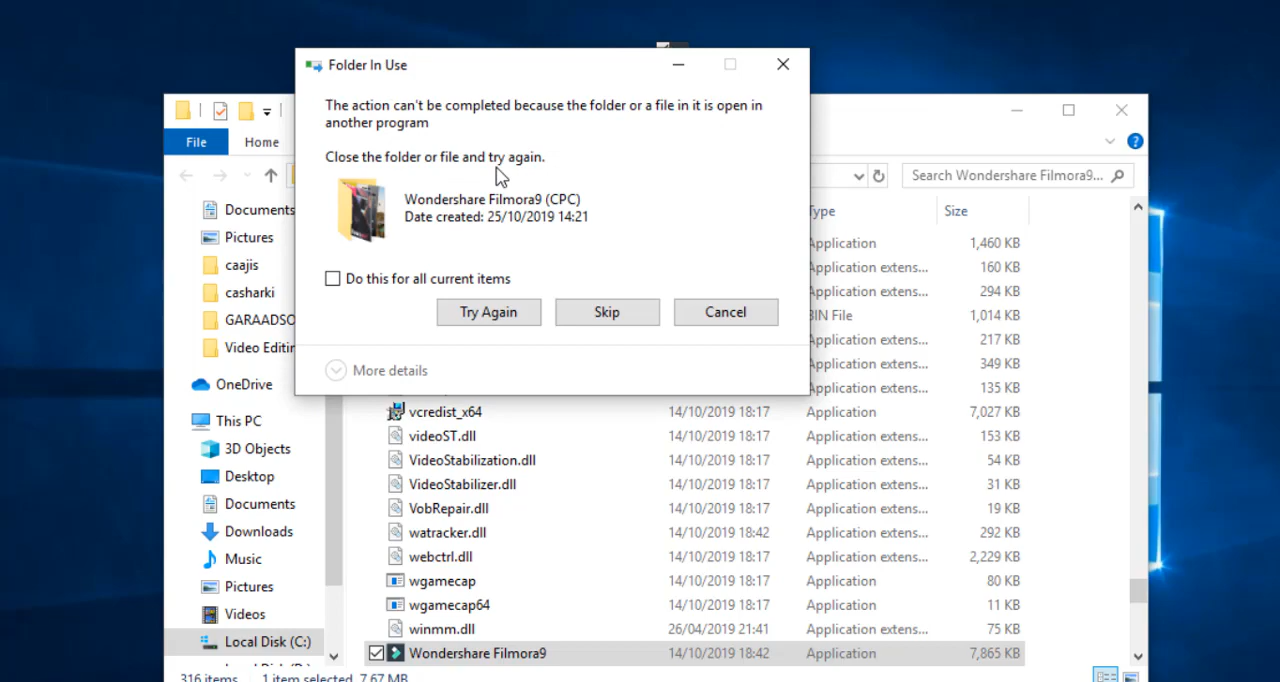 Folder In Use
The action can't be completed because the folder or a file in it is open in
another program
Close the folder or file and try again.
Wondershare Filmora9 (CPC)
Date created: 25/10/2019 14:21
Do this for all current items
Try Again Skip Cancel
More details
File Home
Search Wondershare Filmora9...
Type Size
Documents
Pictures
caajis
casharki
GARAADSO
Video Editin
OneDrive
This PC
3D Objects
Desktop
Documents
Downloads
Music
Pictures
Videos
Local Disk (C:)
Application 1,460 KB
Application extens... 160 KB
Application extens... 294 KB
BIN File 1,014 KB
Application extens... 217 KB
Application extens... 349 KB
Application extens... 135 KB
vcredist_x64 14/10/2019 18:17 Application 7,027 KB
videoST.dll 14/10/2019 18:17 Application extens... 153 KB
VideoStabilization.dll 14/10/2019 18:17 Application extens... 54 KB
VideoStabilizer.dll 14/10/2019 18:17 Application extens... 31 KB
VobRepair.dll 14/10/2019 18:17 Application extens... 19 KB
watracker.dll 14/10/2019 18:42 Application extens... 292 KB
webctrl.dll 14/10/2019 18:17 Application extens... 2,229 KB
wgamecap 14/10/2019 18:17 Application 80 KB
wgamecap64 14/10/2019 18:17 Application 11 KB
winmm.dll 26/04/2019 21:41 Application extens... 75 KB
Wondershare Filmora9 14/10/2019 18:42 Application 7,865 KB
316 items 1 item selected 7.67 MB